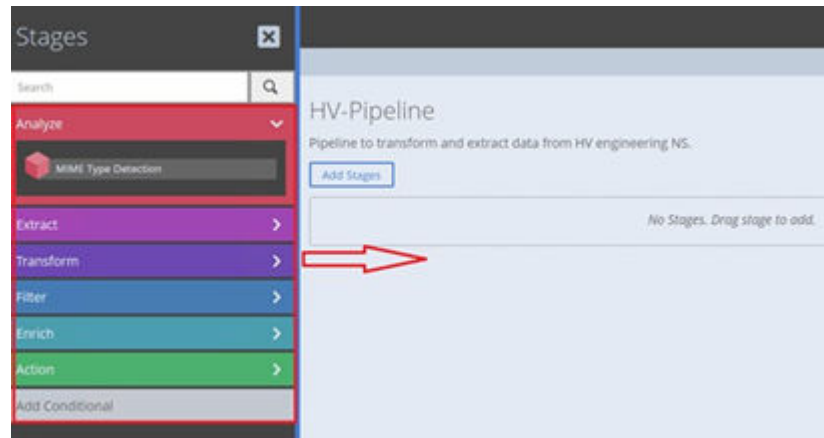 Stages
Search
Analyze
MIME Type Detection
Extract
Transform
Filter
Enrich
Action
Add Conditional
HV-Pipeline
Pipeline to transform and extract data from HV engineering NS.
Add Stages
No Stages. Drag stage to add.